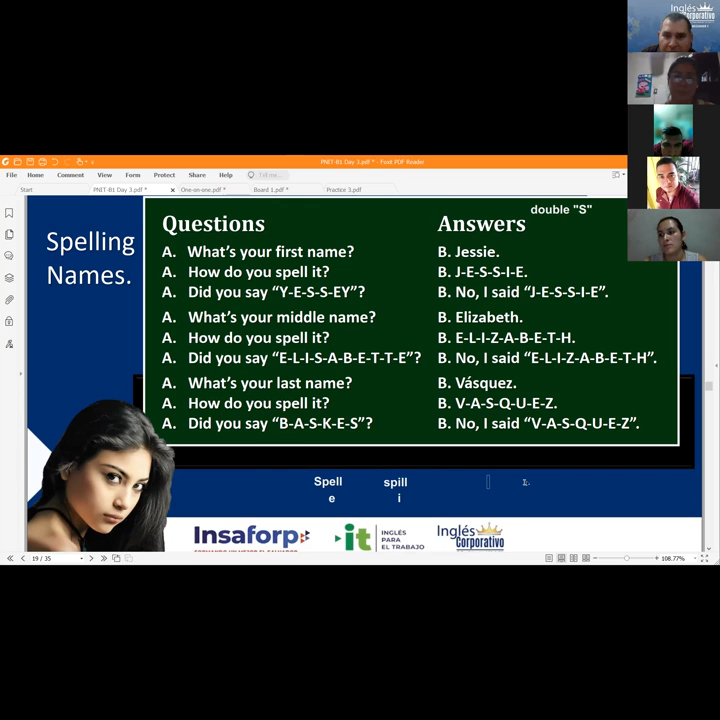 Inglés
Corporativo
PNIT-B1 Day 3.pdf * - Foxit PDF Reader
File Home Comment View Form Protect Share Help Tell me...
Start PNIT-B1 Day 3.pdf * One-on-one.pdf * Board 1.pdf * Practice 3.pdf
double "S"
Spelling
Names.
Questions Answers
A. What's your first name? B. Jessie.
A. How do you spell it? B. J-E-S-S-I-E.
A. Did you say “Y-E-S-S-EY”? B. No, I said “J-E-S-S-I-E”.
A. What's your middle name? B. Elizabeth.
A. How do you spell it? B. E-L-I-Z-A-B-E-T-H.
A. Did you say “E-L-I-S-A-B-E-T-T-E”? B. No, I said “E-L-I-Z-A-B-E-T-H”.
A. What's your last name? B. Vásquez.
A. How do you spell it? B. V-A-S-Q-U-E-Z.
A. Did you say “B-A-S-K-E-S”? B. No, I said “V-A-S-Q-U-E-Z”.
Spell spill
e i
Insaforp
it INGLÉS
PARA
EL TRABAJO
Inglés
Corporativo
19 / 35 108.77%